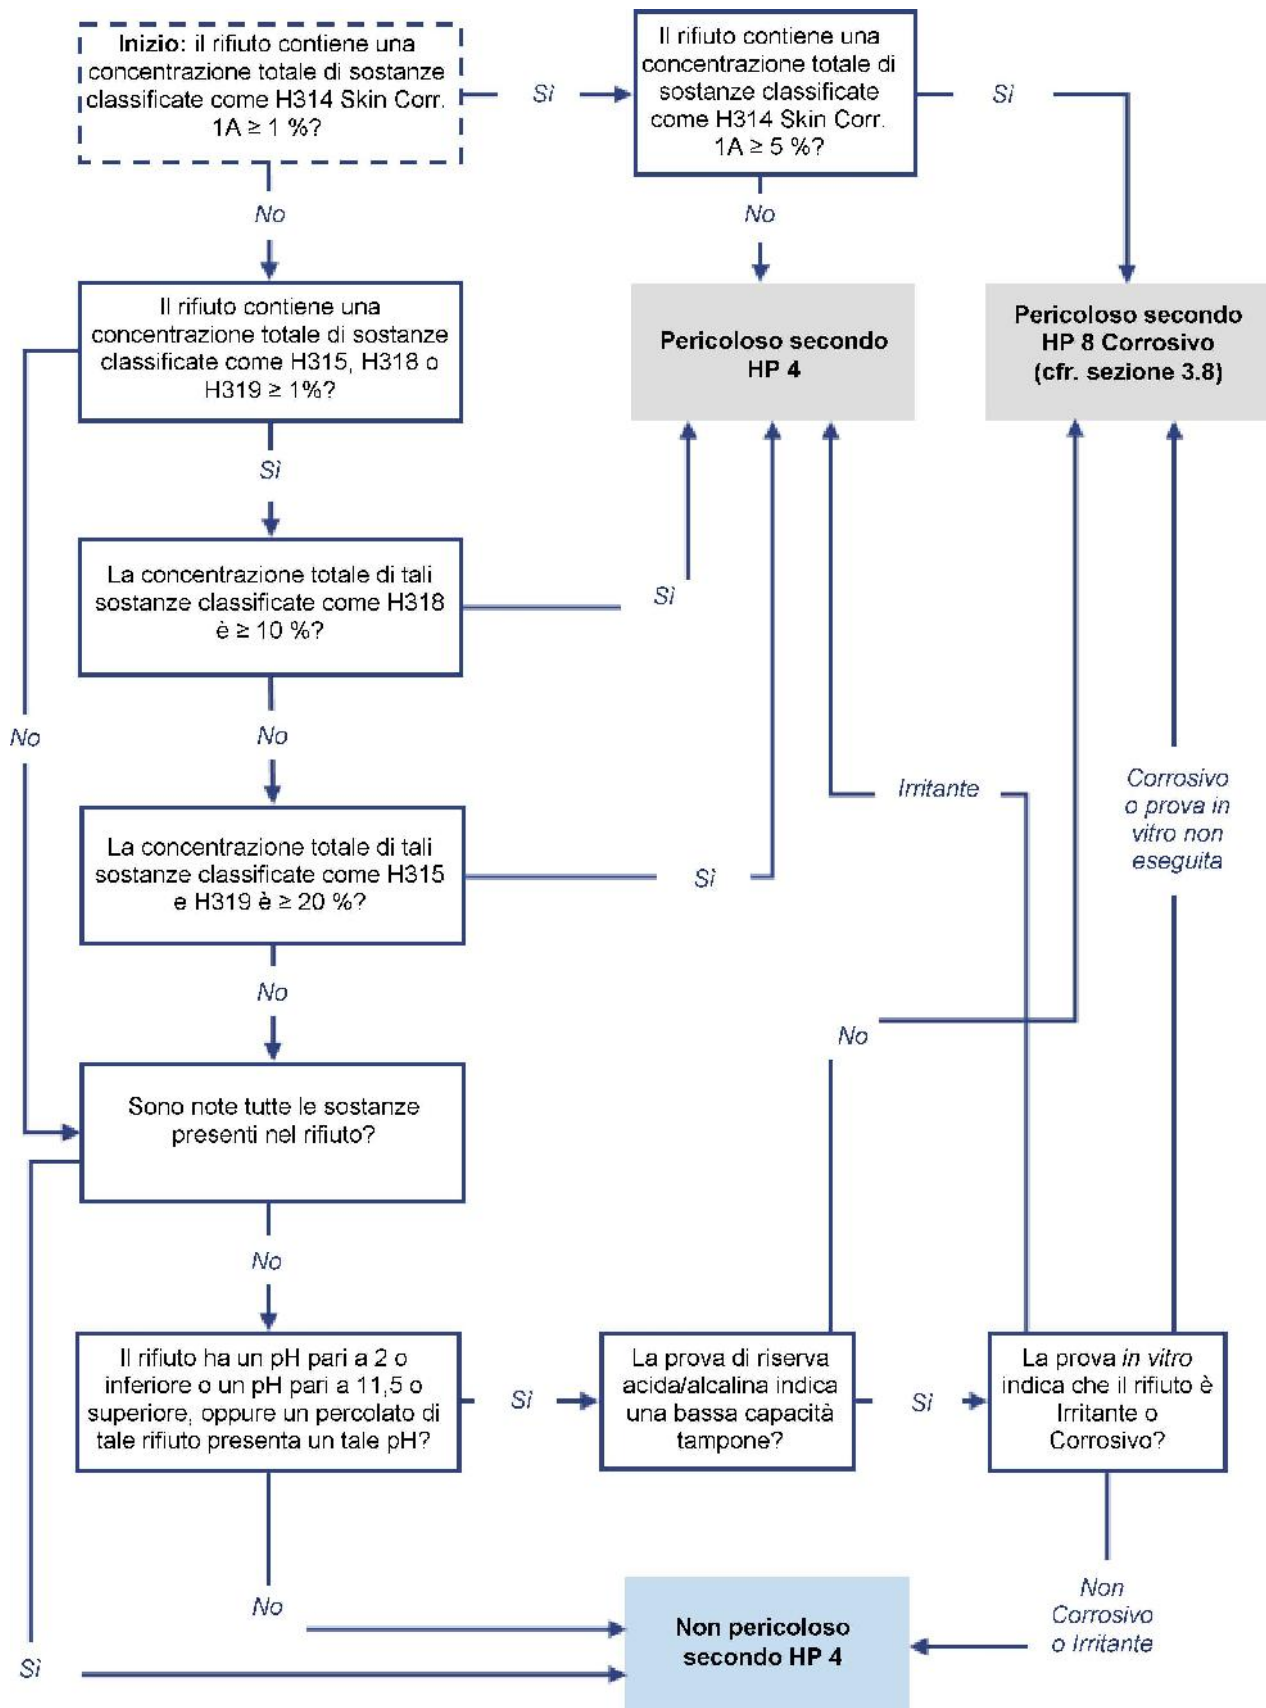 Inizio: il rifiuto contiene una
concentrazione totale di sostanze
classificate come H314 Skin Corr.
1A ≥ 1 %?
Sì
Il rifiuto contiene una
concentrazione totale di
sostanze classificate
come H314 Skin Corr.
1A ≥ 5 %?
Sì
No
No
Il rifiuto contiene una
concentrazione totale di sostanze
classificate come H315, H318 o
H319 ≥ 1%?
Pericoloso secondo
HP 4
Pericoloso secondo
HP 8 Corrosivo
(cfr. sezione 3.8)
Sì
La concentrazione totale di tali
sostanze classificate come H318
è ≥ 10 %?
Sì
No
No
Irritante
Corrosivo
o prova in
vitro non
eseguita
La concentrazione totale di tali
sostanze classificate come H315
e H319 è ≥ 20 %?
Sì
No
No
Sono note tutte le sostanze
presenti nel rifiuto?
No
Il rifiuto ha un pH pari a 2 o
inferiore o un pH pari a 11,5 o
superiore, oppure un percolato di
tale rifiuto presenta un tale pH?
Sì
La prova di riserva
acida/alcalina indica
una bassa capacità
tampone?
Sì
La prova in vitro
indica che il rifiuto è
Irritante o
Corrosivo?
No
Non
Corrosivo
o Irritante
Non pericoloso
secondo HP 4
Sì